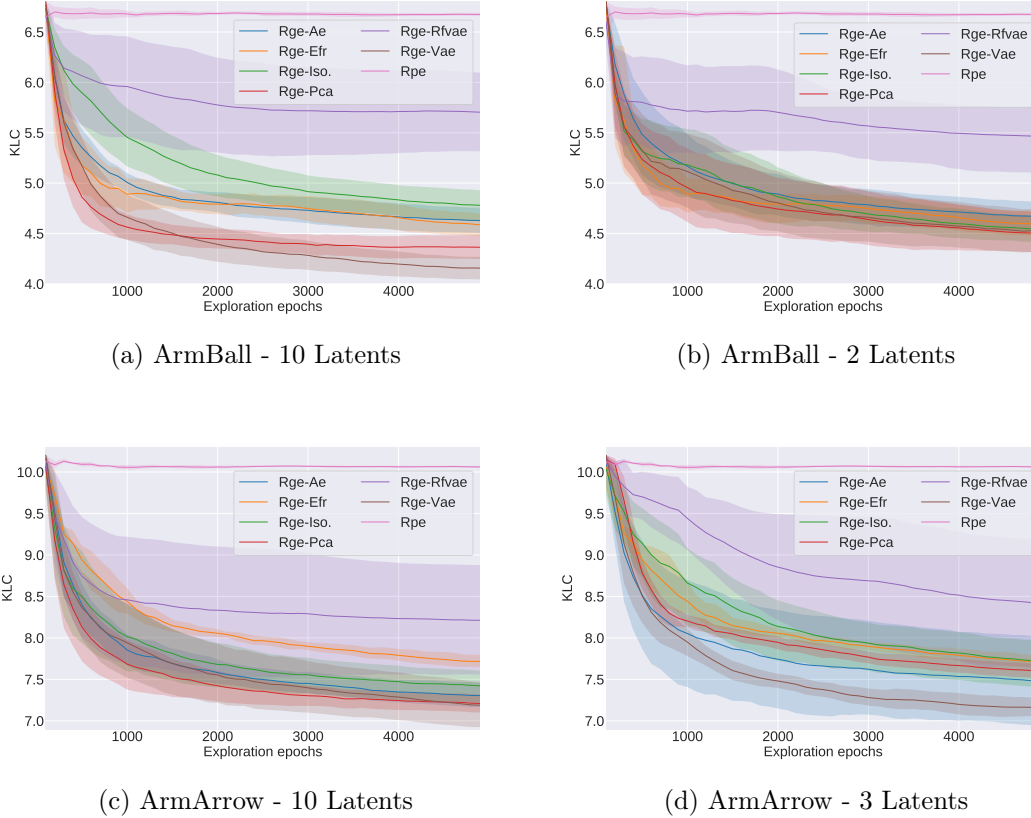 6.5
6.0
5.5
5.0
4.5
4.0
KLC
1000 2000 3000 4000
Exploration epochs
Rge-Ae
Rge-Efr
Rge-Iso.
Rge-Pca
Rge-Rfvae
Rge-Vae
Rpe
(a) ArmBall - 10 Latents
6.5
6.0
5.5
5.0
4.5
4.0
KLC
1000 2000 3000 4000
Exploration epochs
Rge-Ae
Rge-Efr
Rge-Iso.
Rge-Pca
Rge-Rfvae
Rge-Vae
Rpe
(b) ArmBall - 2 Latents
10.0
9.5
9.0
8.5
8.0
7.5
7.0
KLC
1000 2000 3000 4000
Exploration epochs
Rge-Ae
Rge-Efr
Rge-Iso.
Rge-Pca
Rge-Rfvae
Rge-Vae
Rpe
(c) ArmArrow - 10 Latents
10.0
9.5
9.0
8.5
8.0
7.5
7.0
KLC
1000 2000 3000 4000
Exploration epochs
Rge-Ae
Rge-Efr
Rge-Iso.
Rge-Pca
Rge-Rfvae
Rge-Vae
Rpe
(d) ArmArrow - 3 Latents